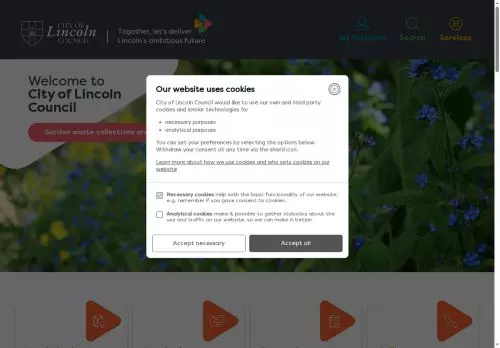 CITY OF
Lincoln
COUNCIL
Together, let's deliver
Lincoln's ambitious future
My Account
Search
Services
Welcome to
City of Lincoln
Council
Garden waste collections are
Our website uses cookies
City of Lincoln Council would like to use our own and third party
cookies and similar technologies for
necessary purposes
analytical purposes
You can set your preferences by selecting the options below.
Withdraw your consent at any time via the shield icon.
Learn more about how we use cookies and who sets cookies on our
website
Necessary cookies help with the basic functionality of our website,
e.g. remember if you gave consent to cookies.
Analytical cookies make it possible to gather statistics about the
use and traffic on our website, so we can make it better.
Accept necessary
Accept all